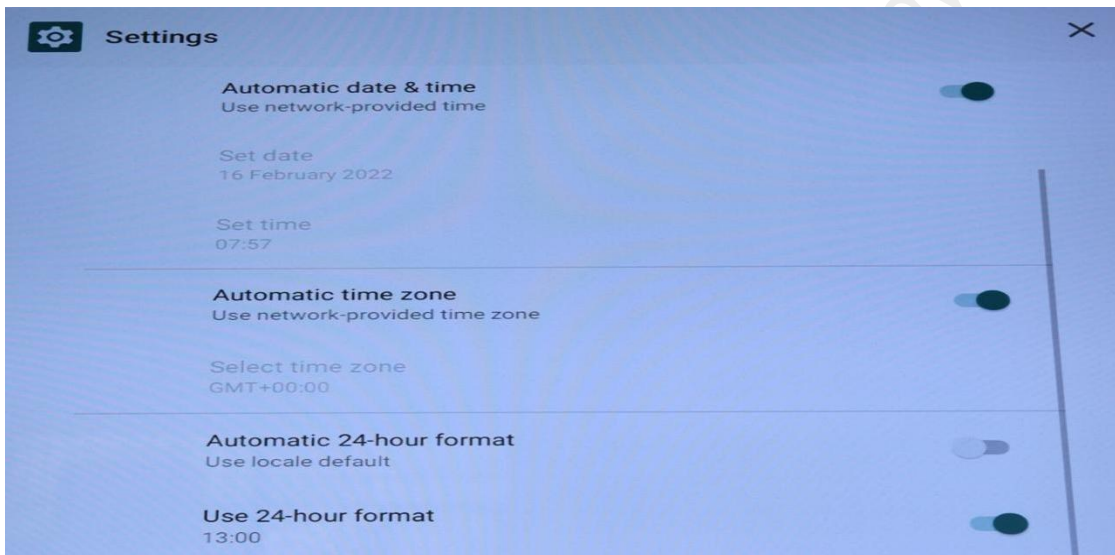 Settings
Automatic date & time
Use network-provided time
Set date
16 February 2022
Set time
07:57
Automatic time zone
Use network-provided time zone
Select time zone
GMT+00:00
Automatic 24-hour format
Use locale default
Use 24-hour format
13:00